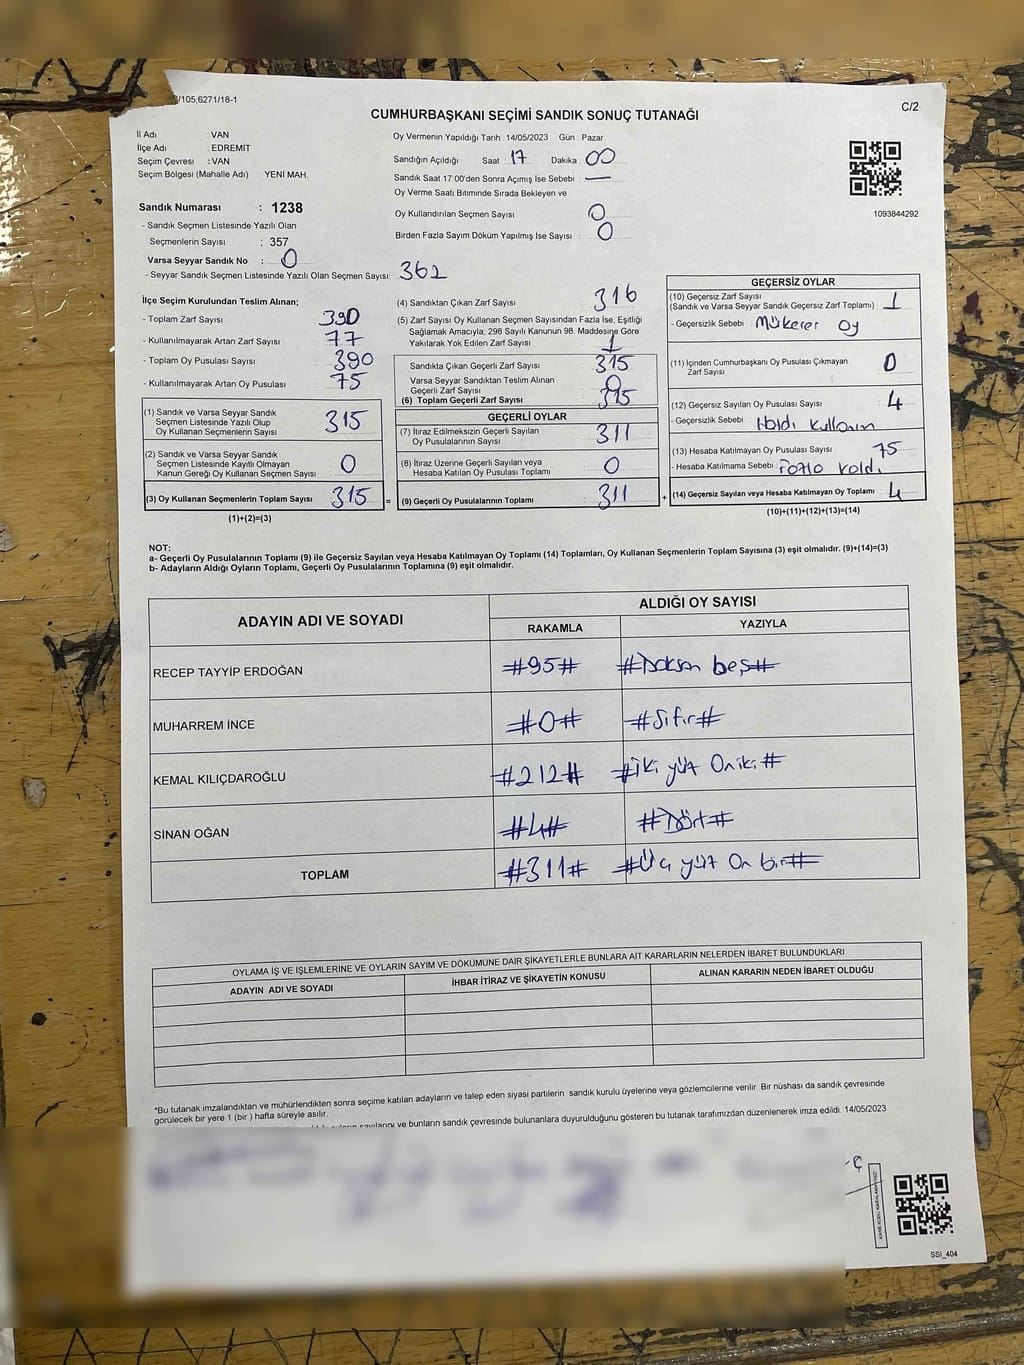 /105;6271/18-1
C/2
CUMHURBAŞKANI SEÇİMİ SANDIK SONUÇ TUTANAĞI
İl Adı : VAN
İlçe Adı : EDREMİT
Seçim Çevresi : VAN
Seçim Bölgesi (Mahalle Adı) : YENİ MAH.
Oy Vermenin Yapıldığı Tarih : 14/05/2023 Gün : Pazar
Sandığın Açıldığı Saat : 17 Dakika : 00
Sandık Saat 17:00'den Sonra Açımış İse Sebebi : —
Oy Verme Saati Bitiminde Sırada Bekleyen ve
Oy Kullandırılan Seçmen Sayısı : 0
Birden Fazla Sayım Döküm Yapılmış İse Sayısı : 0
1093844292
Sandık Numarası : 1238
- Sandık Seçmen Listesinde Yazılı Olan
Seçmenlerin Sayısı : 357
Varsa Seyyar Sandık No : 0
- Seyyar Sandık Seçmen Listesinde Yazılı Olan Seçmen Sayısı: 362
İlçe Seçim Kurulundan Teslim Alınan;
- Toplam Zarf Sayısı : 390
- Kullanılmayarak Artan Zarf Sayısı : 77
- Toplam Oy Pusulası Sayısı : 390
- Kullanılmayarak Artan Oy Pusulası : 75
(1) Sandık ve Varsa Seyyar Sandık
Seçmen Listesinde Yazılı Olup
Oy Kullanan Seçmenlerin Sayısı : 315
(2) Sandık ve Varsa Seyyar Sandık
Seçmen Listesinde Kayıtlı Olmayan
Kanun Gereği Oy Kullanan Seçmen Sayısı : 0
(3) Oy Kullanan Seçmenlerin Toplam Sayısı : 315
(1)+(2)=(3)
=
(4) Sandıktan Çıkan Zarf Sayısı : 316
(5) Zarf Sayısı Oy Kullanan Seçmen Sayısından Fazla İse, Eşitliği
Sağlamak Amacıyla; 298 Sayılı Kanunun 98. Maddesine Göre
Yakılarak Yok Edilen Zarf Sayısı : 1
Sandıkta Çıkan Geçerli Zarf Sayısı : 315
Varsa Seyyar Sandıktan Teslim Alınan
Geçerli Zarf Sayısı : 0
(6) Toplam Geçerli Zarf Sayısı : 315
GEÇERLİ OYLAR
(7) İtiraz Edilmeksizin Geçerli Sayılan
Oy Pusulalarının Sayısı : 311
(8) İtiraz Üzerine Geçerli Sayılan veya
Hesaba Katılan Oy Pusulası Toplamı : 0
(9) Geçerli Oy Pusulalarının Toplamı : 311
+
GEÇERSİZ OYLAR
(10) Geçersiz Zarf Sayısı
(Sandık ve Varsa Seyyar Sandık Geçersiz Zarf Toplamı) : 1
- Geçersizlik Sebebi : Mükerer oy
(11) İçinden Cumhurbaşkanı Oy Pusulası Çıkmayan
Zarf Sayısı : 0
(12) Geçersiz Sayılan Oy Pusulası Sayısı : 4
- Geçersizlik Sebebi : kullanım
(13) Hesaba Katılmayan Oy Pusulası Sayısı : 75
- Hesaba Katılmama Sebebi : Fazla kaldı
(14) Geçersiz Sayılan veya Hesaba Katılmayan Oy Toplamı : 4
(10)+(11)+(12)+(13)=(14)
NOT:
a- Geçerli Oy Pusulalarının Toplamı (9) ile Geçersiz Sayılan veya Hesaba Katılmayan Oy Toplamı (14) Toplamları, Oy Kullanan Seçmenlerin Toplam Sayısına (3) eşit olmalıdır. (9)+(14)=(3)
b- Adayların Aldığı Oyların Toplamı, Geçerli Oy Pusulalarının Toplamına (9) eşit olmalıdır.
ADAYIN ADI VE SOYADI
ALDIĞI OY SAYISI
RAKAMLA YAZIYLA
RECEP TAYYİP ERDOĞAN #95# #Doksan beş#
MUHARREM İNCE #0# #Sıfır#
KEMAL KILIÇDAROĞLU #212# #iki yüz Oniki#
SİNAN OĞAN #4# #Dört#
TOPLAM #311# #Üç yüz On bir#
OYLAMA İŞ VE İŞLEMLERİNE VE OYLARIN SAYIM VE DÖKÜMÜNE DAİR ŞİKAYETLERLE BUNLARA AİT KARARLARIN NELERDEN İBARET BULUNDUKLARI
ADAYIN ADI VE SOYADI İHBAR İTİRAZ VE ŞİKAYETİN KONUSU ALINAN KARARIN NEDEN İBARET OLDUĞU
*Bu tutanak imzalandıktan ve mühürlendikten sonra seçime katılan adayların ve talep eden siyasi partilerin sandık kurulu üyelerine veya gözlemcilerine verilir. Bir nüshası da sandık çevresinde
görülecek bir yere 1 (bir ) hafta süreyle asılır.
sayılarını ve bunların sandık çevresinde bulunanlara duyurulduğunu gösteren bu tutanak tarafımızdan düzenlenerek imza edildi. 14/05/2023
SSİ_404